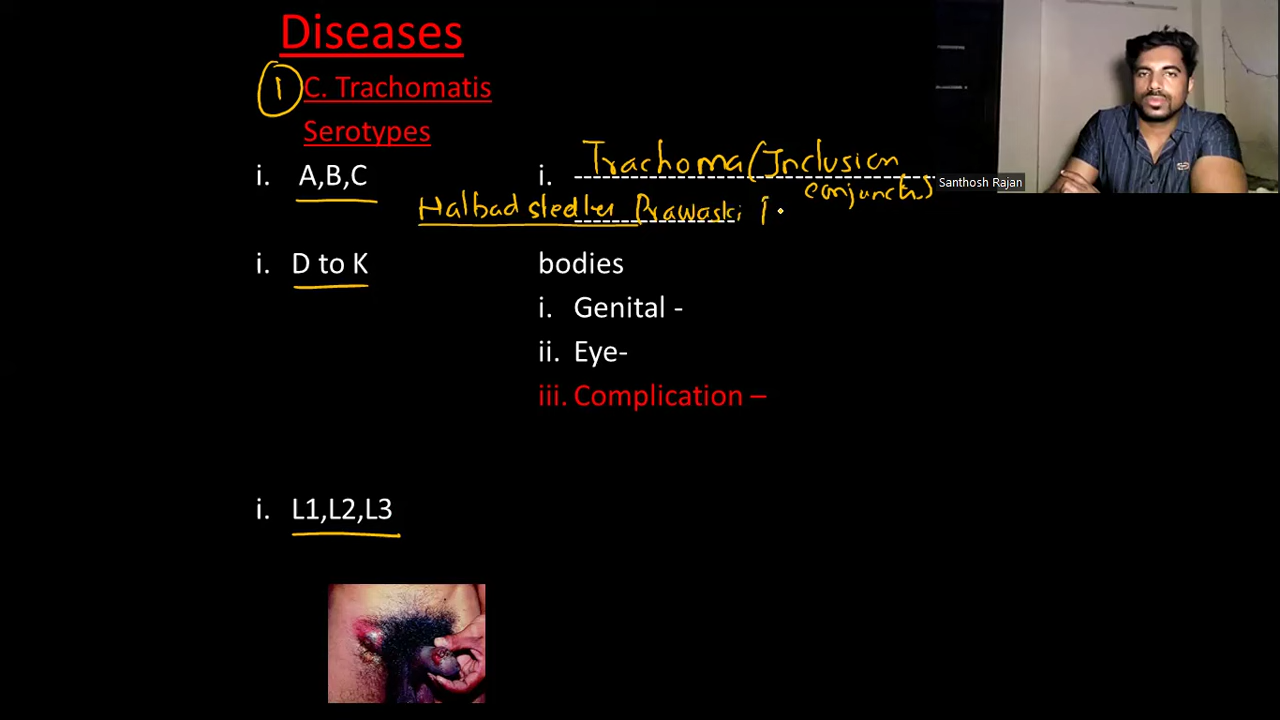 Diseases
① C. Trachomatis
Serotypes
i. A,B,C
i. Trachoma (Inclusion
conjunct.)
Santhosh Rajan
Halbad stedler Prawaski
i. D to K
bodies
i. Genital -
ii. Eye-
iii. Complication –
i. L1,L2,L3